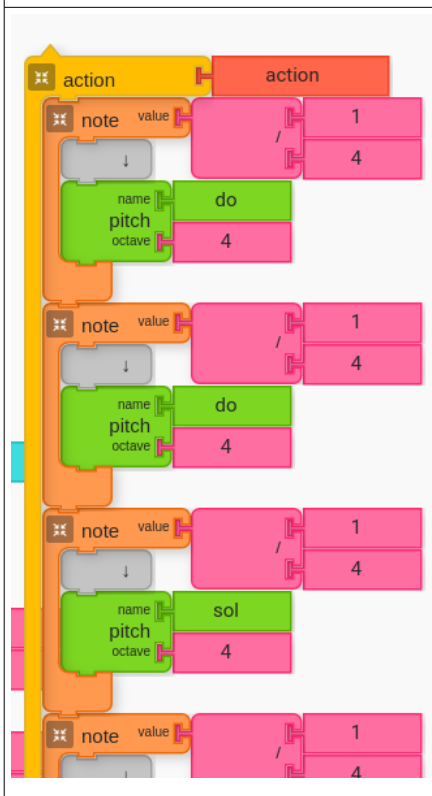 action action
note value 1
/
4
↓
name do
pitch
octave 4
note value 1
/
4
↓
name do
pitch
octave 4
note value 1
/
4
↓
name sol
pitch
octave 4
note value 1
/
4
↓